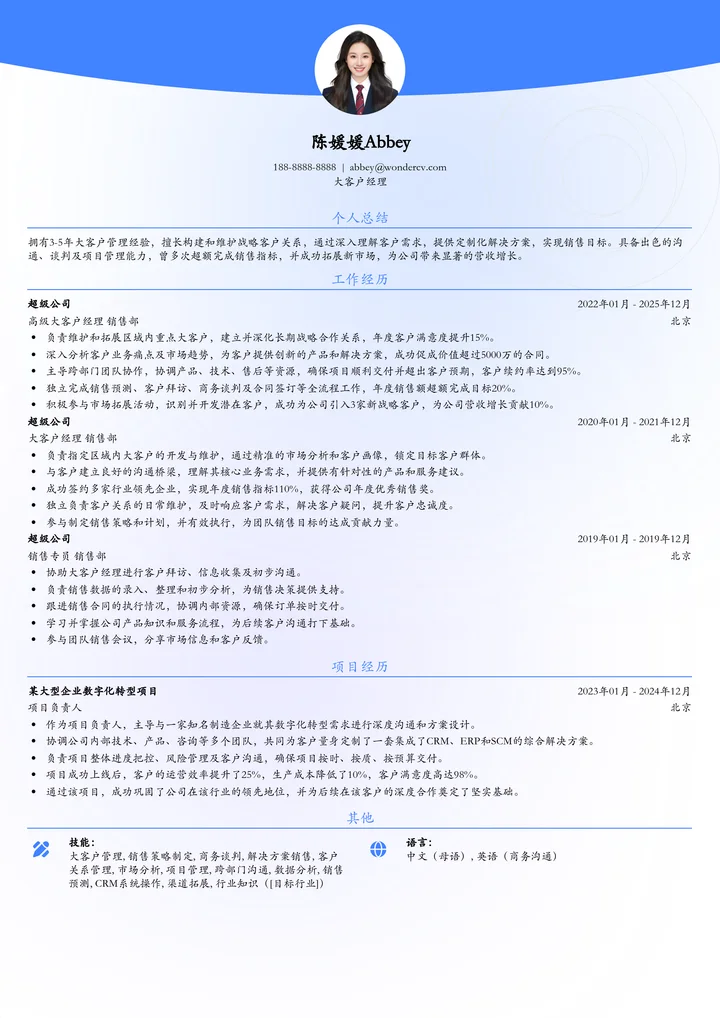 陈媛媛Abbey
188-8888-8888 | abbey@wondercv.com
大客户经理
个人总结
拥有3-5年大客户管理经验，擅长构建和维护战略客户关系，通过深入理解客户需求，提供定制化解决方案，实现销售目标。具备出色的沟
通、谈判及项目管理能力，曾多次超额完成销售指标，并成功拓展新市场，为公司带来显著的营收增长。
工作经历
超级公司 2022年01月 - 2025年12月
高级大客户经理 销售部 北京
• 负责维护和拓展区域内重点大客户，建立并深化长期战略合作关系，年度客户满意度提升15%。
• 深入分析客户业务痛点及市场趋势，为客户提供创新的产品和解决方案，成功促成价值超过5000万的合同。
• 主导跨部门团队协作，协调产品、技术、售后等资源，确保项目顺利交付并超出客户预期，客户续约率达到95%。
• 独立完成销售预测、客户拜访、商务谈判及合同签订等全流程工作，年度销售额超额完成目标20%。
• 积极参与市场拓展活动，识别并开发潜在客户，成功为公司引入3家新战略客户，为公司营收增长贡献10%。
超级公司 2020年01月 - 2021年12月
大客户经理 销售部 北京
• 负责指定区域内大客户的开发与维护，通过精准的市场分析和客户画像，锁定目标客户群体。
• 与客户建立良好的沟通桥梁，理解其核心业务需求，并提供有针对性的产品和服务建议。
• 成功签约多家行业领先企业，实现年度销售指标110%，获得公司年度优秀销售奖。
• 独立负责客户关系的日常维护，及时响应客户需求，解决客户疑问，提升客户忠诚度。
• 参与制定销售策略和计划，并有效执行，为团队销售目标的达成贡献力量。
超级公司 2019年01月 - 2019年12月
销售专员 销售部 北京
• 协助大客户经理进行客户拜访、信息收集及初步沟通。
• 负责销售数据的录入、整理和初步分析，为销售决策提供支持。
• 跟进销售合同的执行情况，协调内部资源，确保订单按时交付。
• 学习并掌握公司产品知识和服务流程，为后续客户沟通打下基础。
• 参与团队销售会议，分享市场信息和客户反馈。
项目经历
某大型企业数字化转型项目 2023年01月 - 2024年12月
项目负责人 北京
• 作为项目负责人，主导与一家知名制造企业就其数字化转型需求进行深度沟通和方案设计。
• 协调公司内部技术、产品、咨询等多个团队，共同为客户量身定制了一套集成了CRM、ERP和SCM的综合解决方案。
• 负责项目整体进度把控、风险管理及客户沟通，确保项目按时、按质、按预算交付。
• 项目成功上线后，客户的运营效率提升了25%，生产成本降低了10%，客户满意度高达98%。
• 通过该项目，成功巩固了公司在该行业的领先地位，并为后续在该客户的深度合作奠定了坚实基础。
其他
技能：
大客户管理, 销售策略制定, 商务谈判, 解决方案销售, 客户
关系管理, 市场分析, 项目管理, 跨部门沟通, 数据分析, 销售
预测, CRM系统操作, 渠道拓展, 行业知识（[目标行业]）
语言：
中文（母语）, 英语（商务沟通）